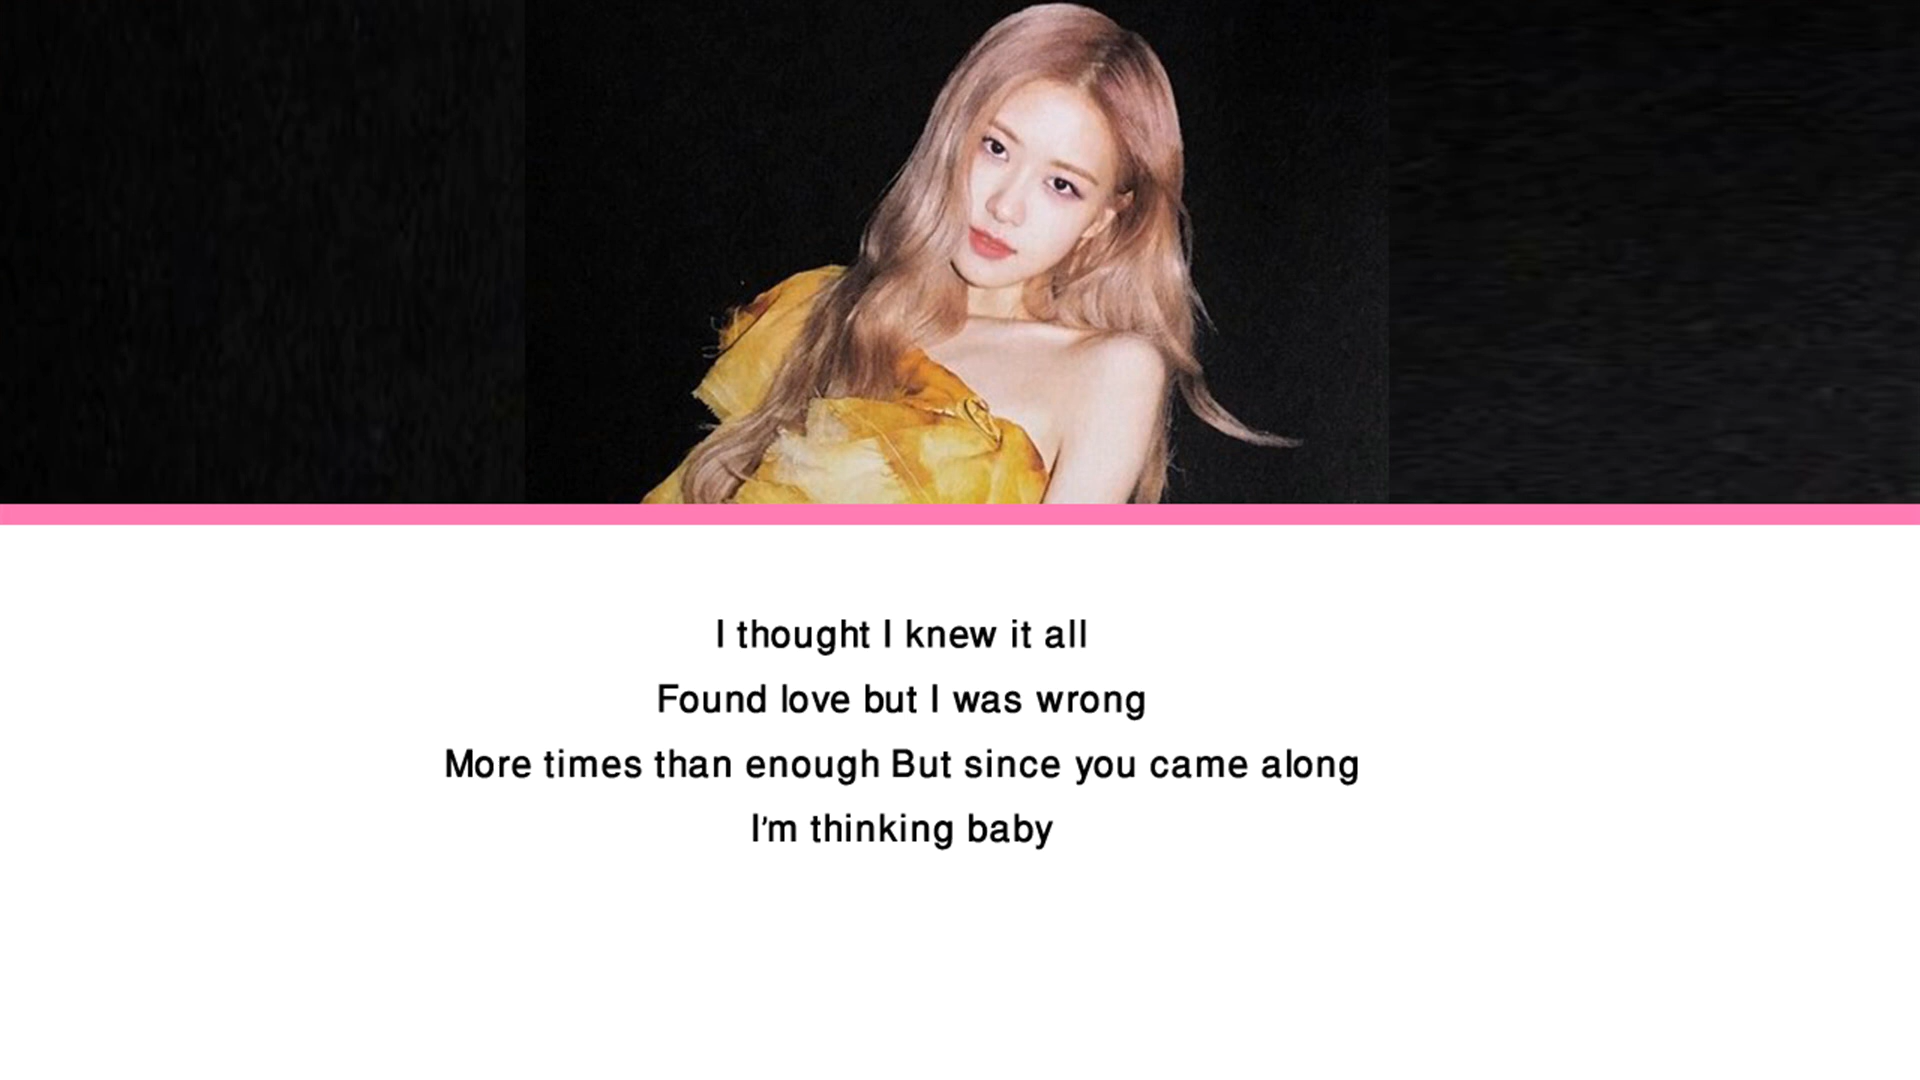 I thought I knew it all
Found love but I was wrong
More times than enough But since you came along
I'm thinking baby